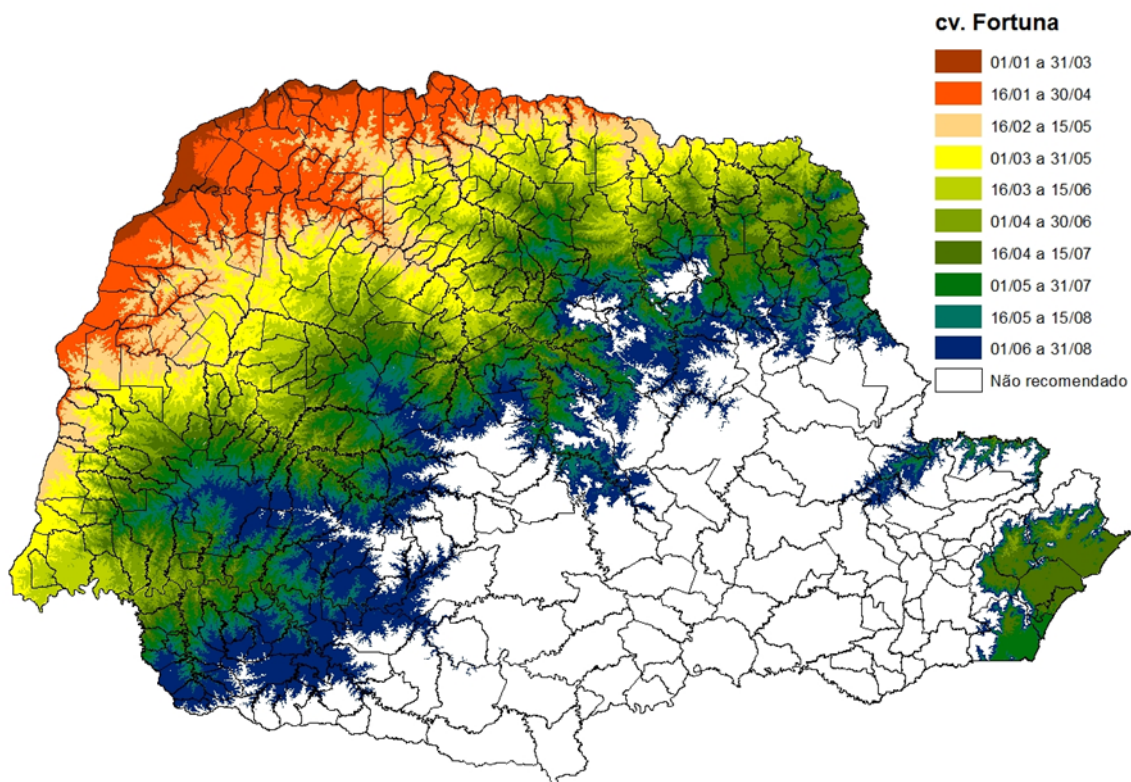 cv. Fortuna
01/01 a 31/03
16/01 a 30/04
16/02 a 15/05
01/03 a 31/05
16/03 a 15/06
01/04 a 30/06
16/04 a 15/07
01/05 a 31/07
16/05 a 15/08
01/06 a 31/08
Não recomendado